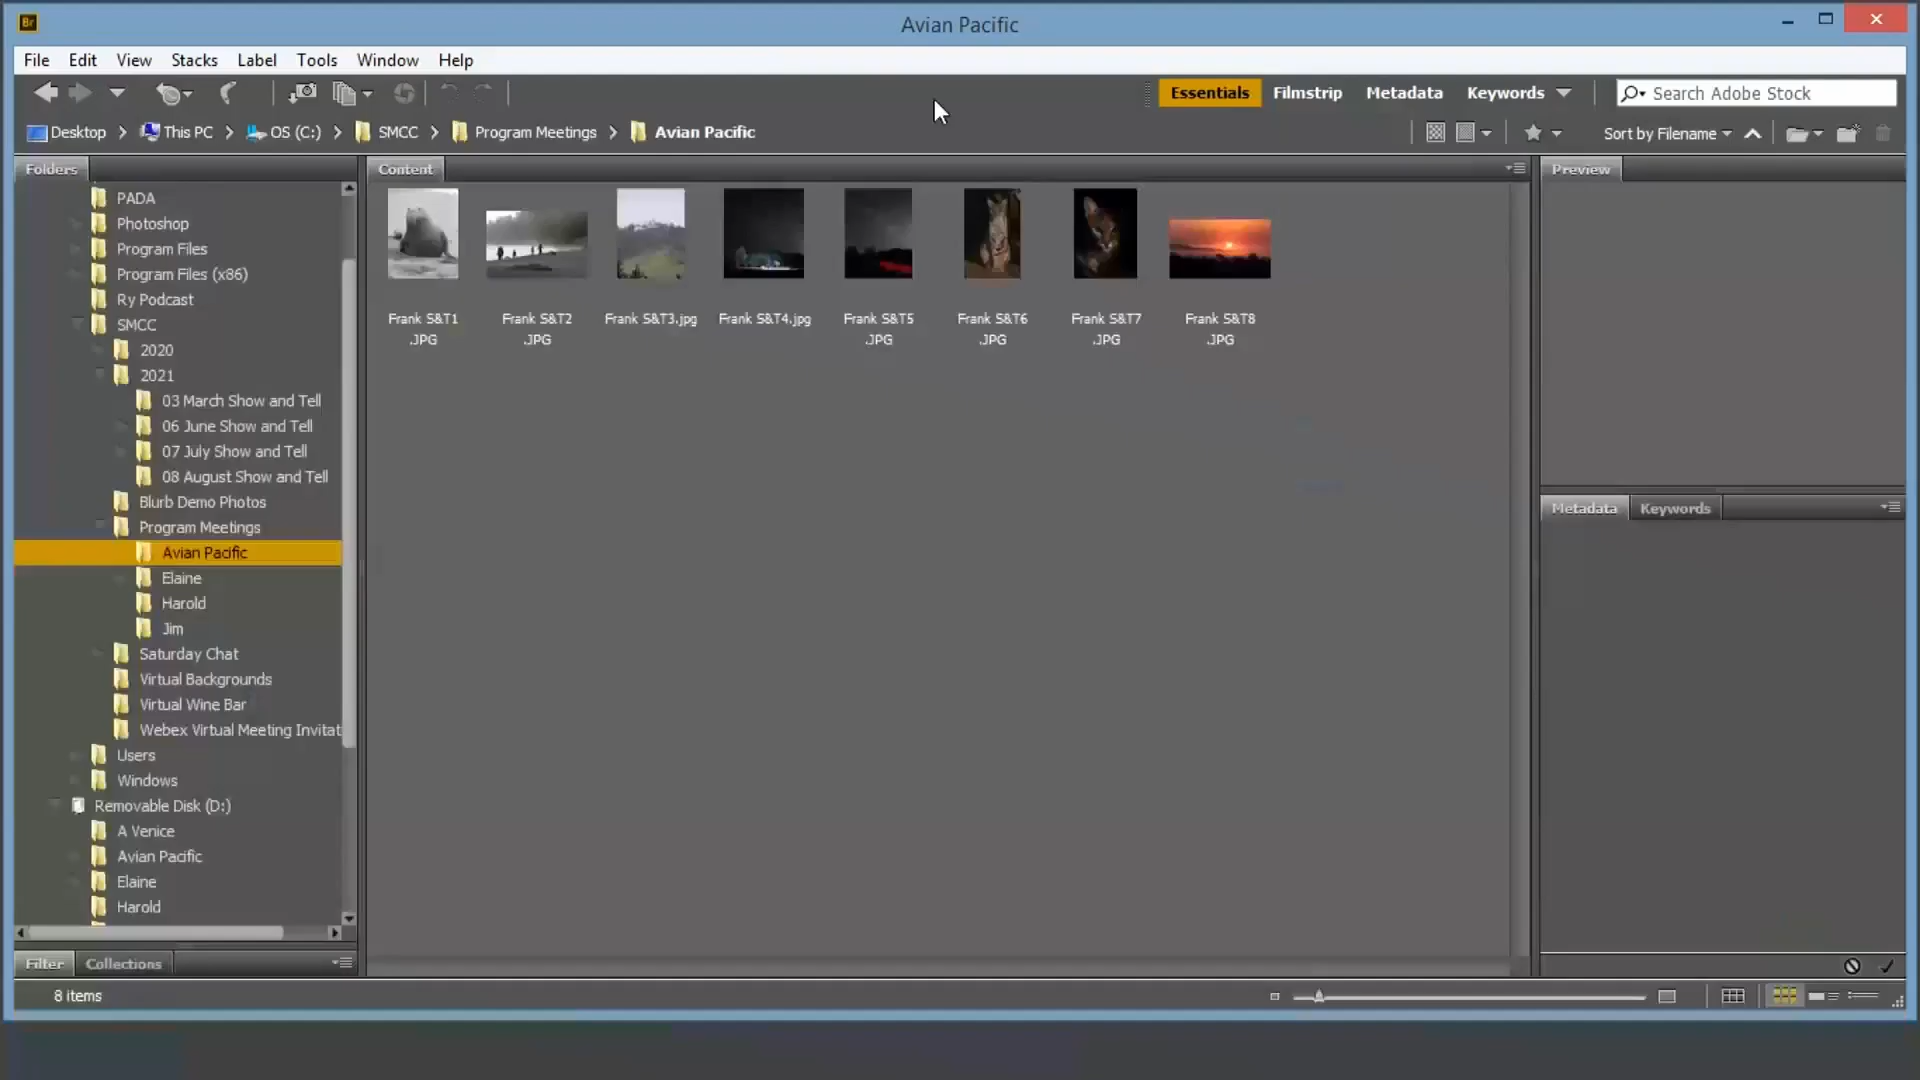 Br
Avian Pacific
File Edit View Stacks Label Tools Window Help
Essentials Filmstrip Metadata Keywords Search Adobe Stock
Desktop This PC OS (C:) SMCC Program Meetings Avian Pacific Sort by Filename
Folders
PADA
Photoshop
Program Files
Program Files (x86)
Ry Podcast
SMCC
2020
2021
03 March Show and Tell
06 June Show and Tell
07 July Show and Tell
08 August Show and Tell
Blurb Demo Photos
Program Meetings
Avian Pacific
Elaine
Harold
Jim
Saturday Chat
Virtual Backgrounds
Virtual Wine Bar
Webex Virtual Meeting Invitat
Users
Windows
Removable Disk (D:)
A Venice
Avian Pacific
Elaine
Harold
Filter Collections
Content
Frank S&T1
.JPG
Frank S&T2
.JPG
Frank S&T3.jpg
Frank S&T4.jpg
Frank S&T5
.JPG
Frank S&T6
.JPG
Frank S&T7
.JPG
Frank S&T8
.JPG
Preview
Metadata Keywords
8 items